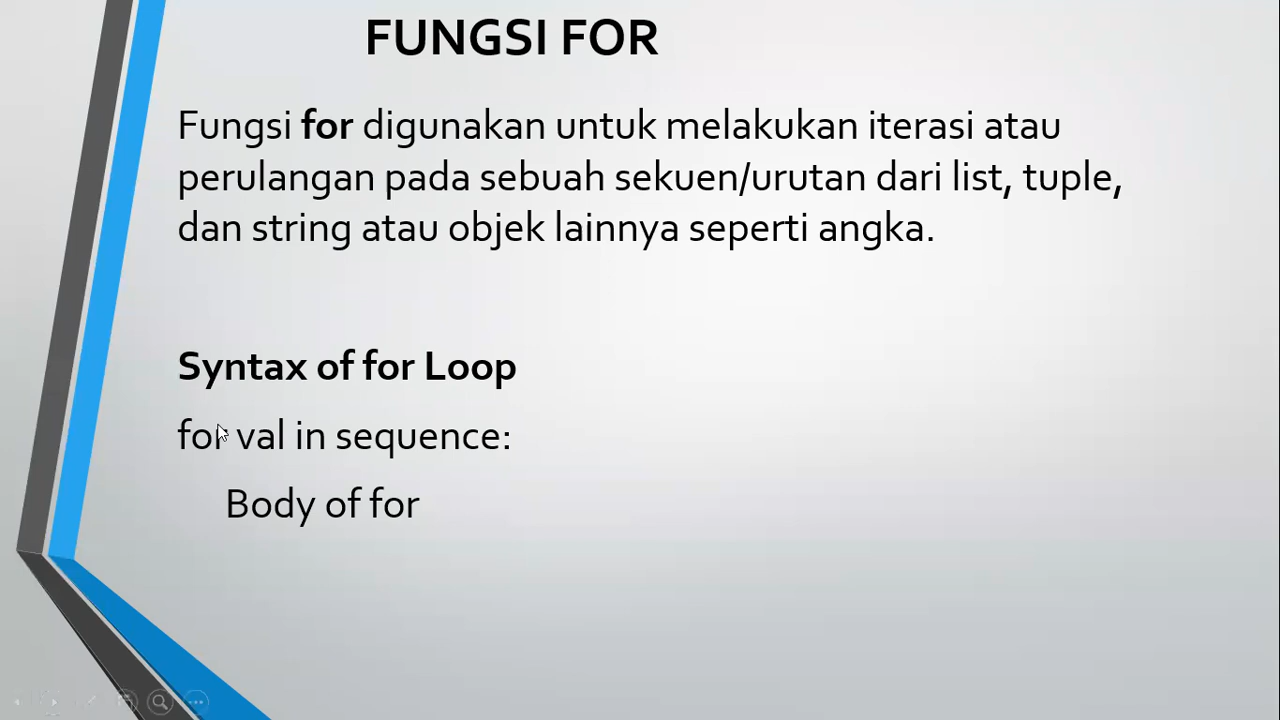 FUNGSI FOR
Fungsi for digunakan untuk melakukan iterasi atau
perulangan pada sebuah sekuen/urutan dari list, tuple,
dan string atau objek lainnya seperti angka.
Syntax of for Loop
for val in sequence:
Body of for